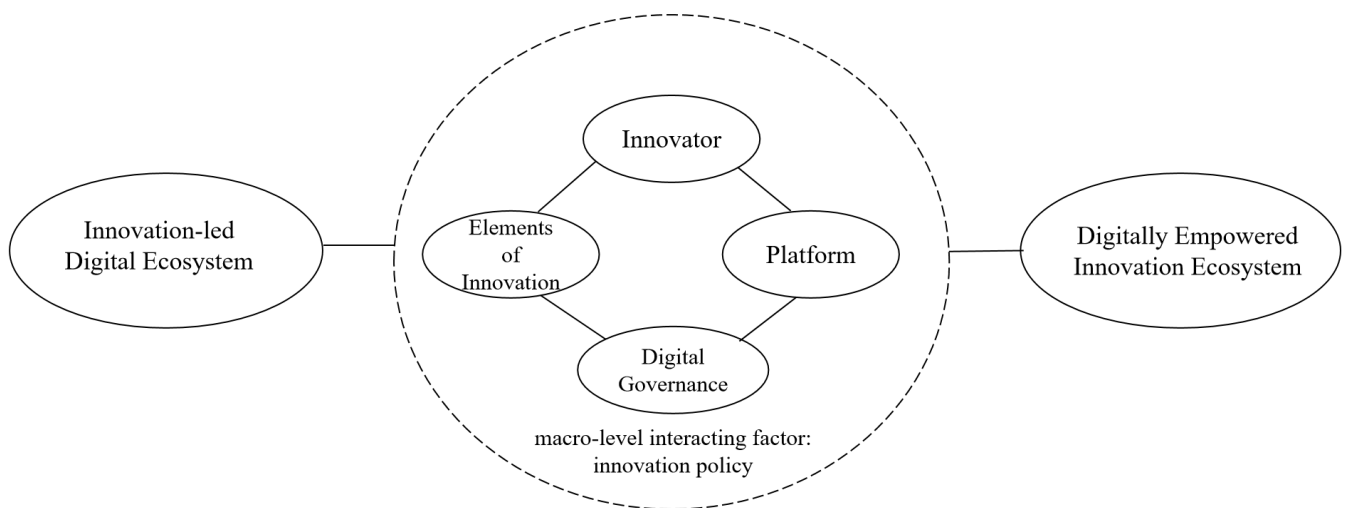 Innovator
Innovation-led
Digital Ecosystem
Elements
of
Innovation
Platform
Digitally Empowered
Innovation Ecosystem
Digital
Governance
macro-level interacting factor:
innovation policy